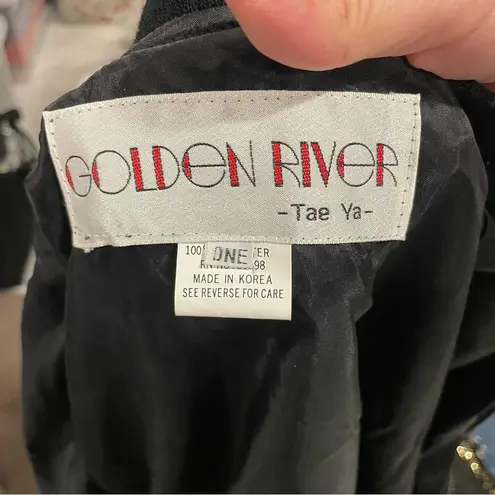 GOLDEN RIVER
-Tae Ya-
ONE
MADE IN KOREA
SEE REVERSE FOR CARE